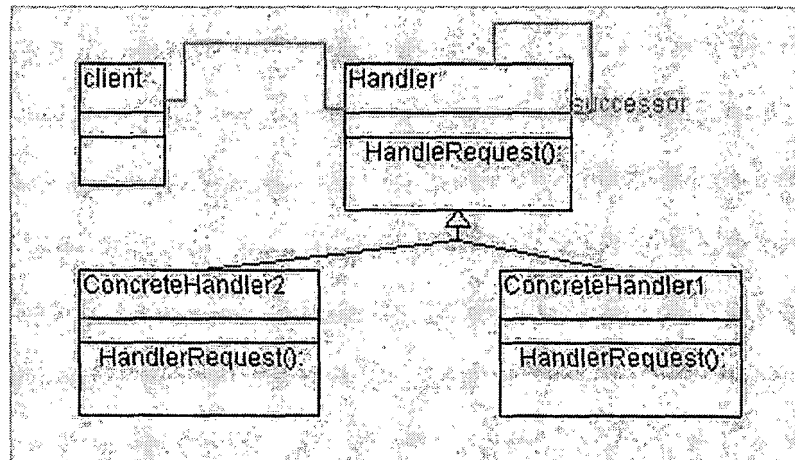 client
Handler
successor
HandleRequest():
ConcreteHandler2
ConcreteHandler1
HandlerRequest():
HandlerRequest():